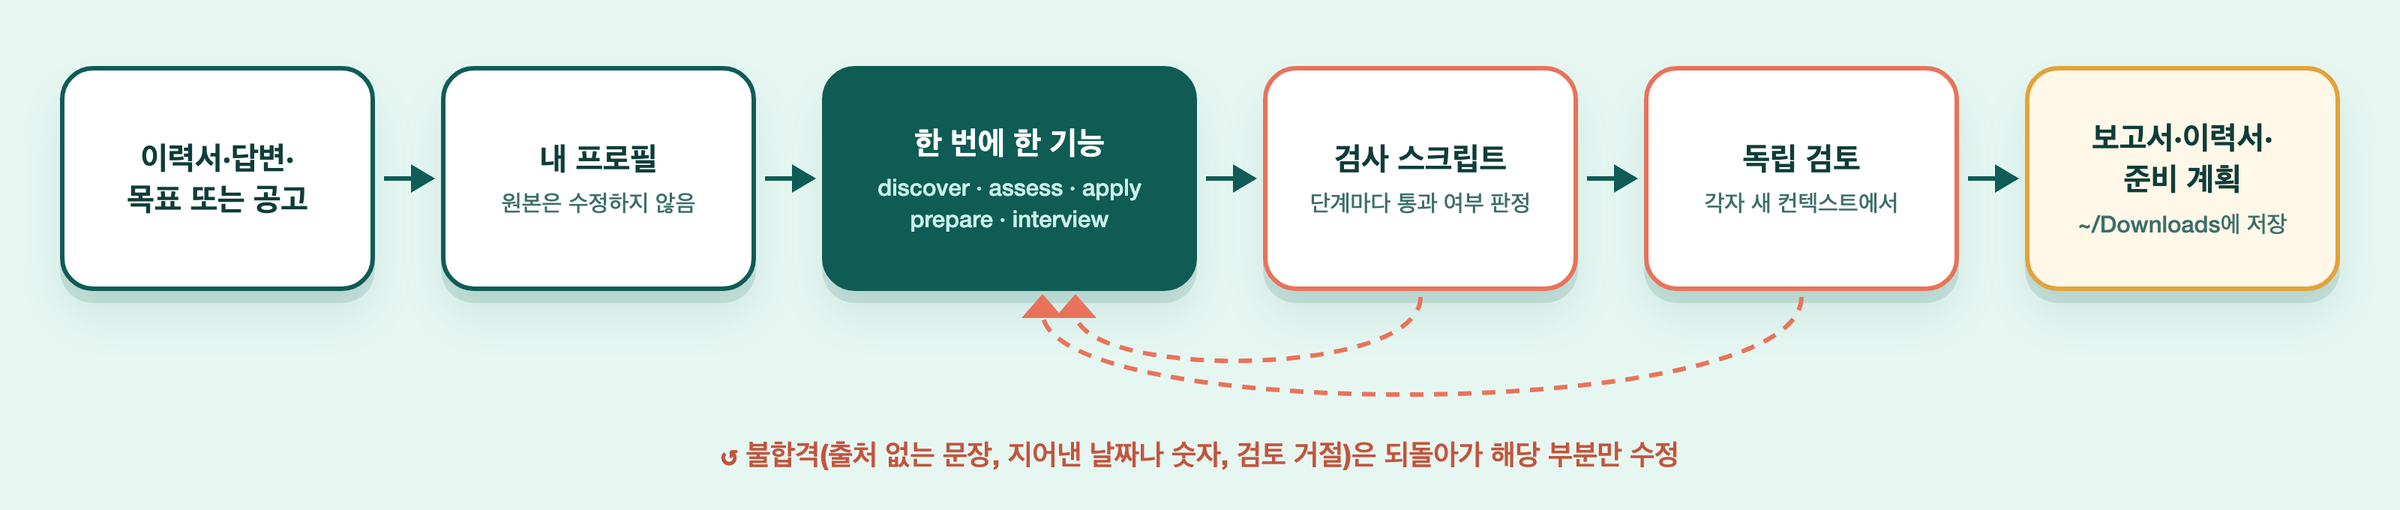 이력서·답변·
목표 또는 공고
내 프로필
원본은 수정하지 않음
한 번에 한 기능
discover · assess · apply
prepare · interview
검사 스크립트
단계마다 통과 여부 판정
독립 검토
각자 새 컨텍스트에서
보고서·이력서·
준비 계획
~/Downloads에 저장
↺ 불합격(출처 없는 문장, 지어낸 날짜나 숫자, 검토 거절)은 되돌아가 해당 부분만 수정